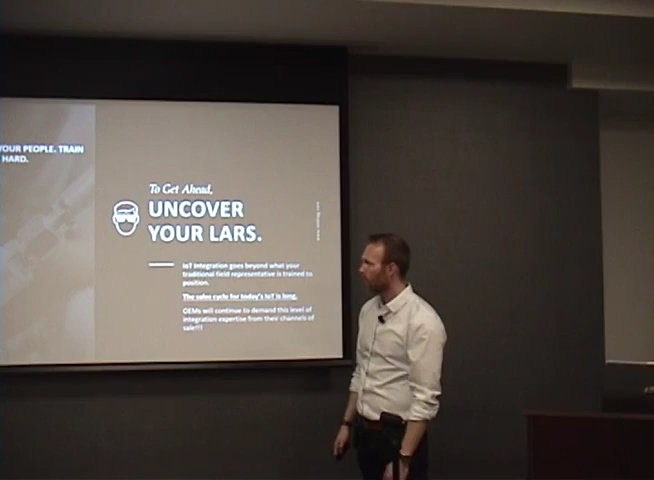 YOUR PEOPLE. TRAIN
HARD.
To Get Ahead,
UNCOVER
YOUR LARS.
IoT Integration goes beyond what your
traditional field representative is trained to
position.
The sales cycle for today's IoT is long.
OEMs will continue to demand this level of
integration expertise from their channels of
sale!!!